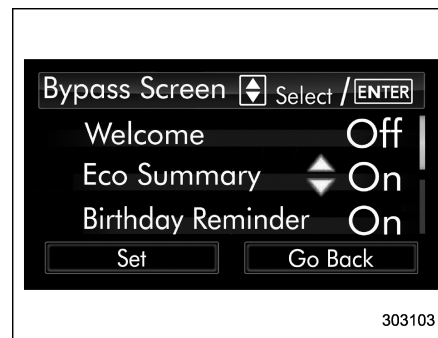 Bypass Screen Select / ENTER
Welcome Off
Eco Summary On
Birthday Reminder On
Set Go Back
303103